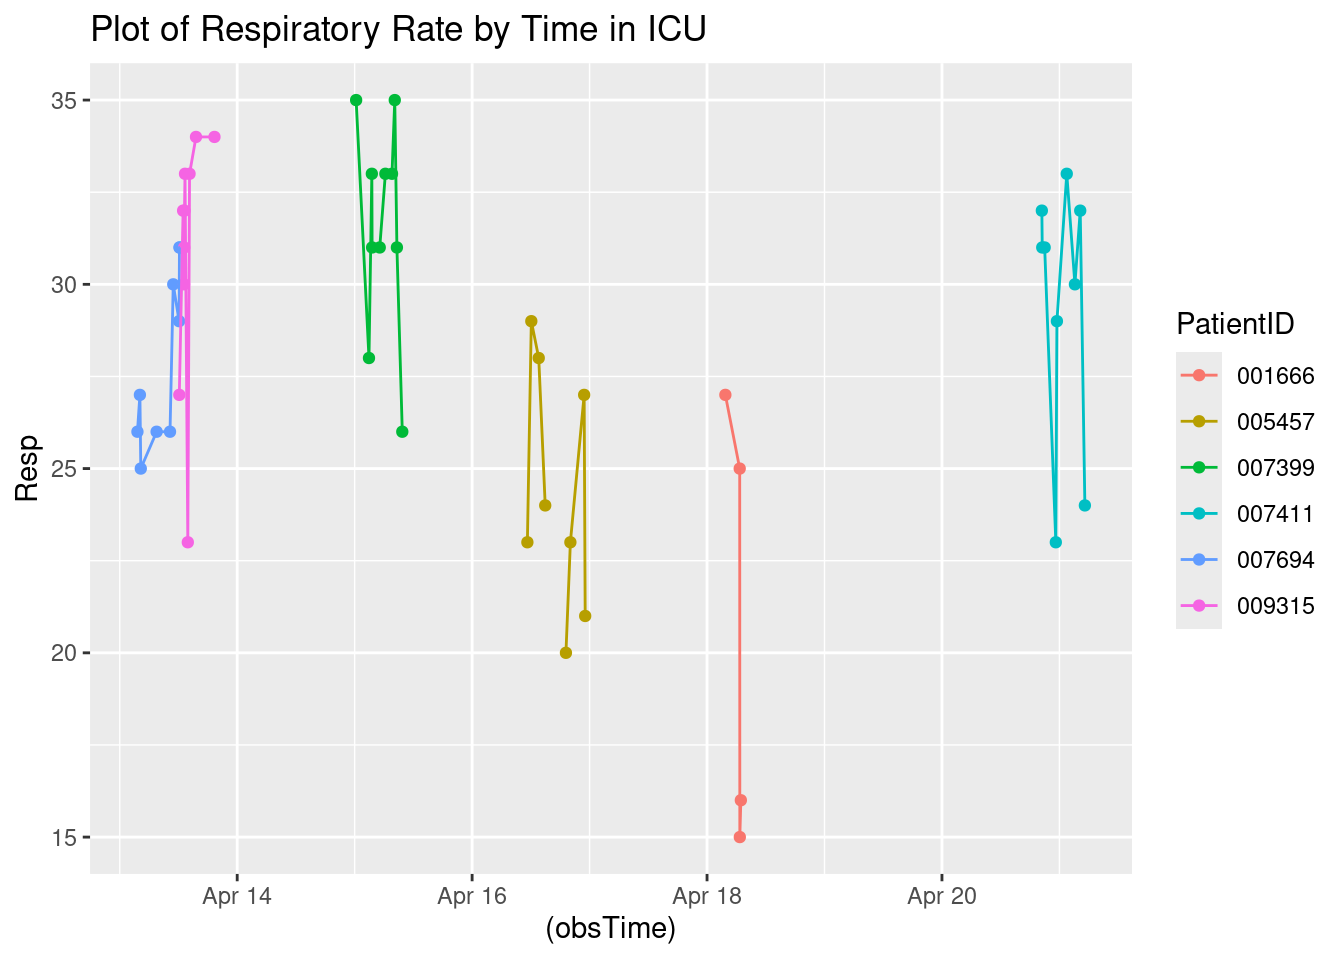 Plot of Respiratory Rate by Time in ICU
35
30
25
20
15
Resp
Apr 14
Apr 16
Apr 18
Apr 20
(obsTime)
PatientID
001666
005457
007399
007411
007694
009315